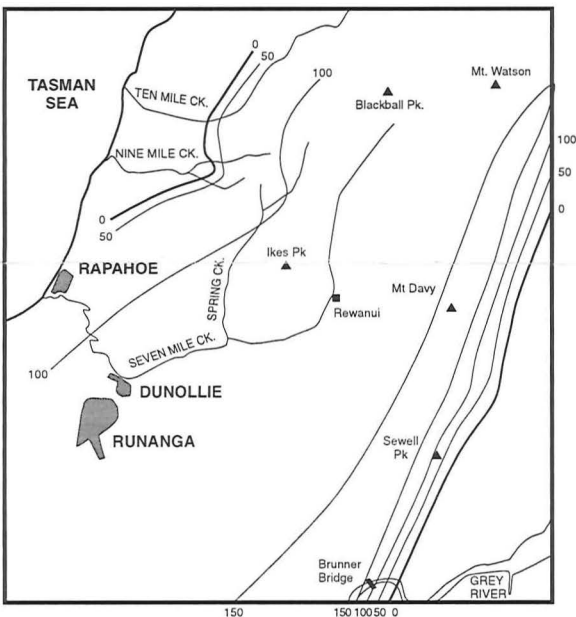 0
50
100
Mt. Watson
TASMAN
SEA
TEN MILE CK.
Blackball Pk.
100
NINE MILE CK.
50
0
0
50
Ikes Pk
RAPAHOE
SPRING CK.
Mt Davy
Rewanui
SEVEN MILE CK.
100
DUNOLLIE
RUNANGA
Sewell
Pk
Brunner
Bridge
GREY
RIVER
150
150 100 50 0